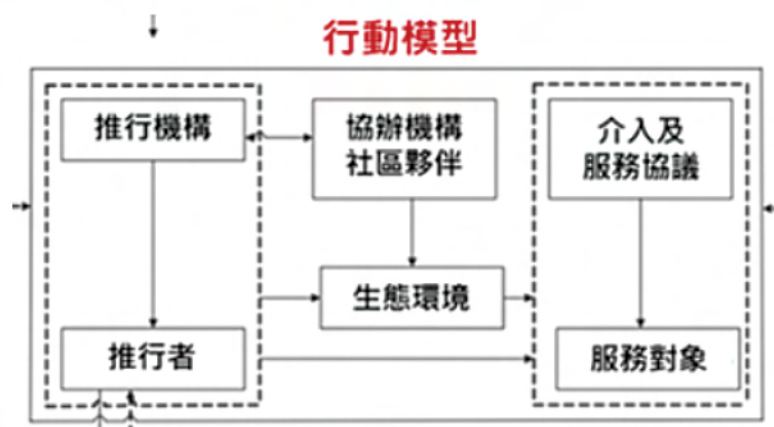 行動模型
推行機構
協辦機構
社區夥伴
介入及
服務協議
生態環境
推行者
服務對象